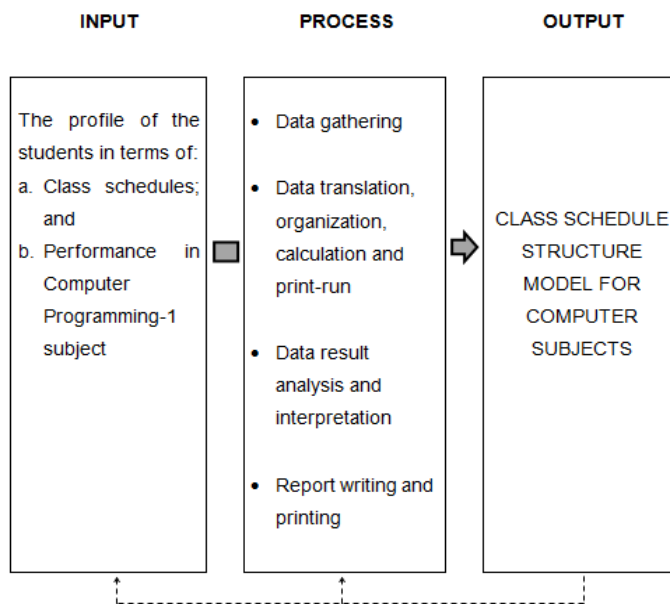 INPUT
PROCESS
OUTPUT
The profile of the
students in terms of:
a. Class schedules;
and
b. Performance in
Computer
Programming-1
subject
• Data gathering
• Data translation,
organization,
calculation and
print-run
• Data result
analysis and
interpretation
• Report writing and
printing
CLASS SCHEDULE
STRUCTURE
MODEL FOR
COMPUTER
SUBJECTS